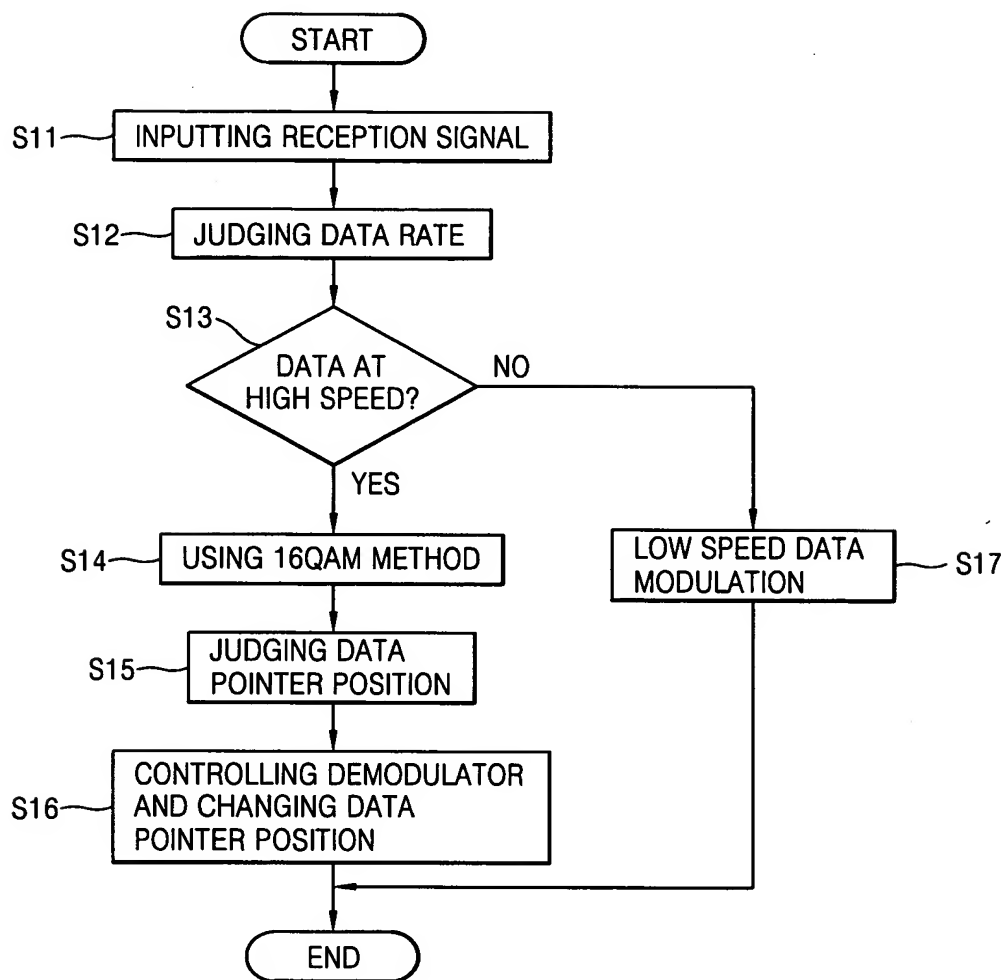 START
S11
INPUTTING RECEPTION SIGNAL
S12
JUDGING DATA RATE
S13
DATA AT
HIGH SPEED?
NO
YES
S14
USING 16QAM METHOD
LOW SPEED DATA
MODULATION
S17
S15
JUDGING DATA
POINTER POSITION
S16
CONTROLLING DEMODULATOR
AND CHANGING DATA
POINTER POSITION
END